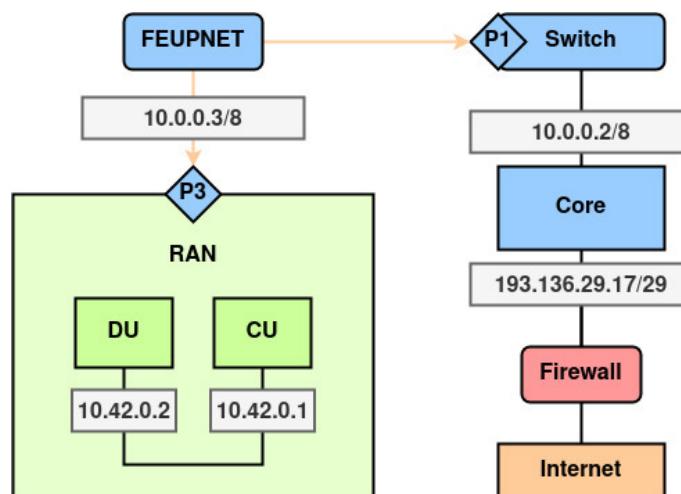 FEUPNET
P1
Switch
10.0.0.3/8
10.0.0.2/8
P3
Core
RAN
193.136.29.17/29
DU
CU
Firewall
10.42.0.2
10.42.0.1
Internet